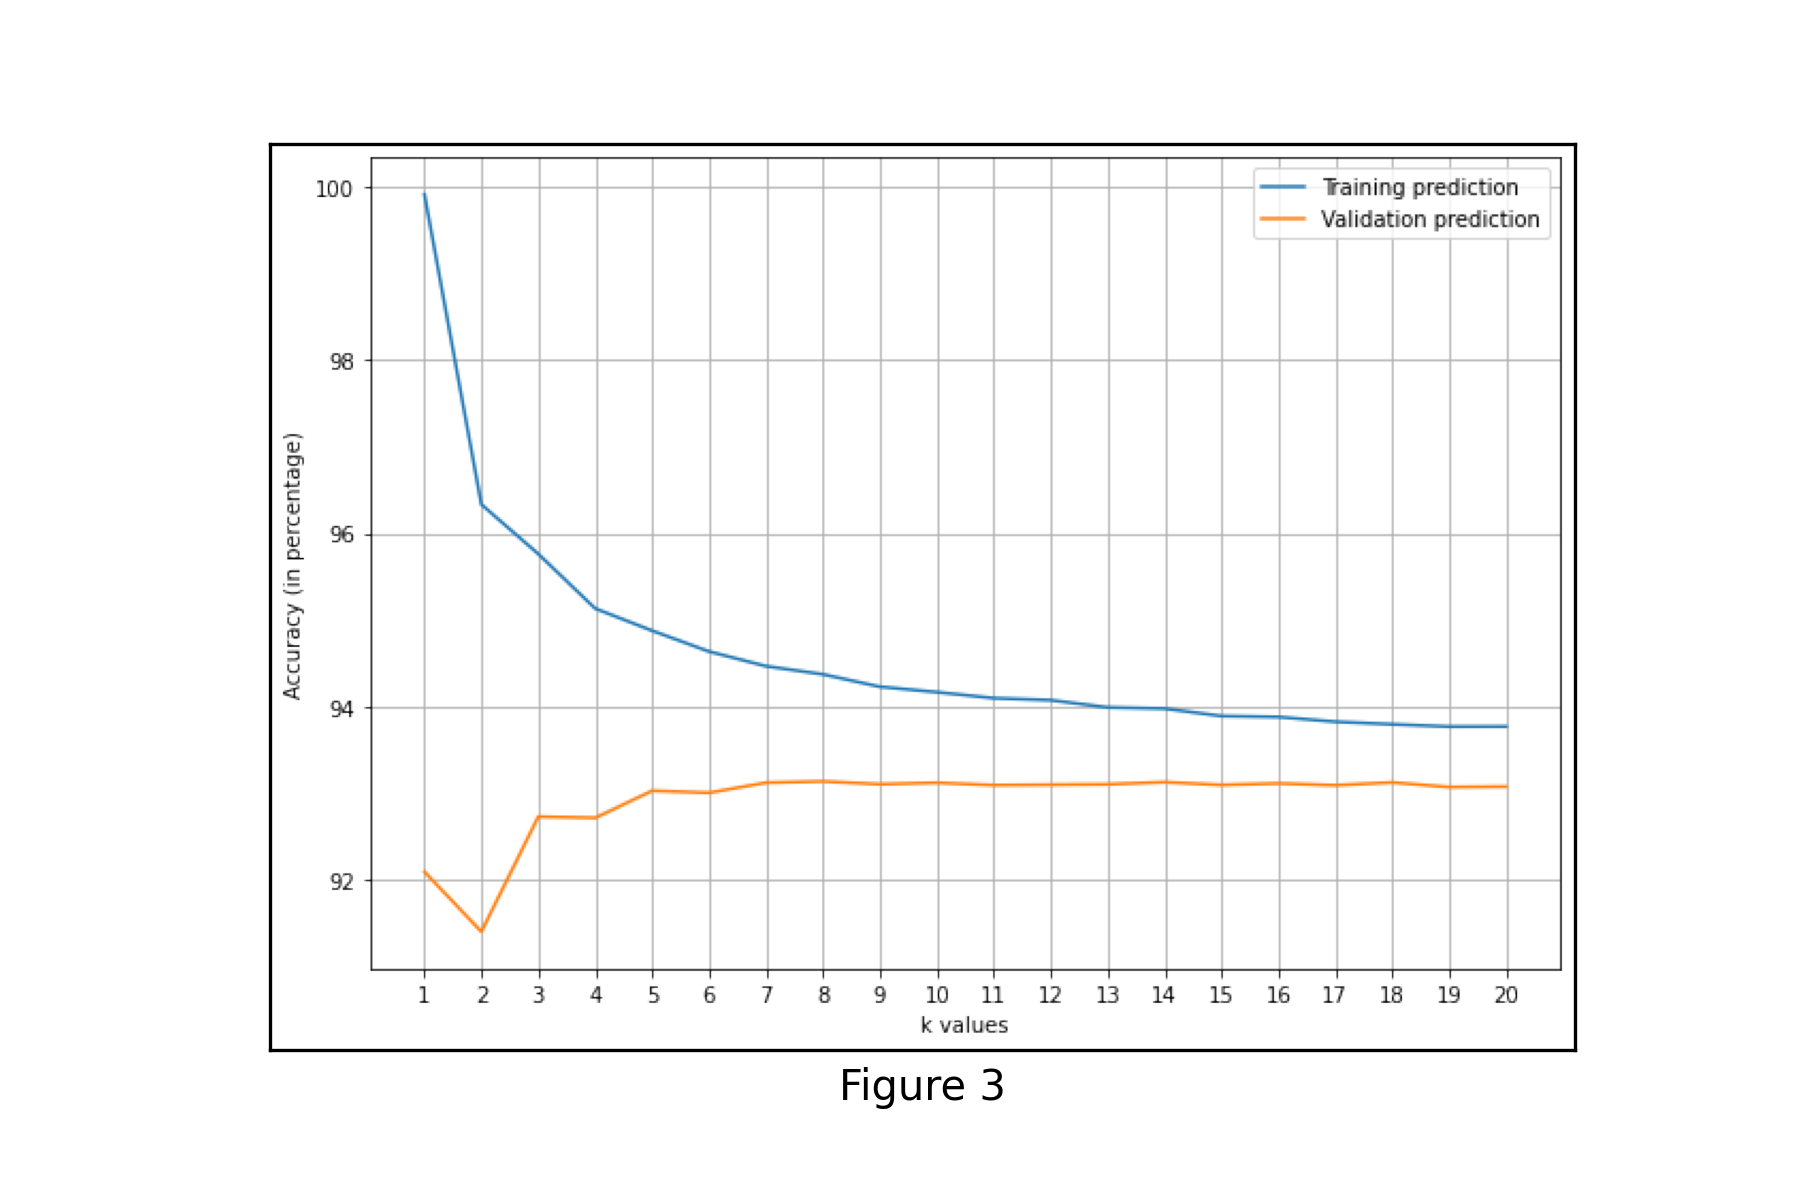 100
98
96
94
92
Accuracy (in percentage)
Training prediction
Validation prediction
1 2 3 4 5 6 7 8 9 10 11 12 13 14 15 16 17 18 19 20
k values
Figure 3